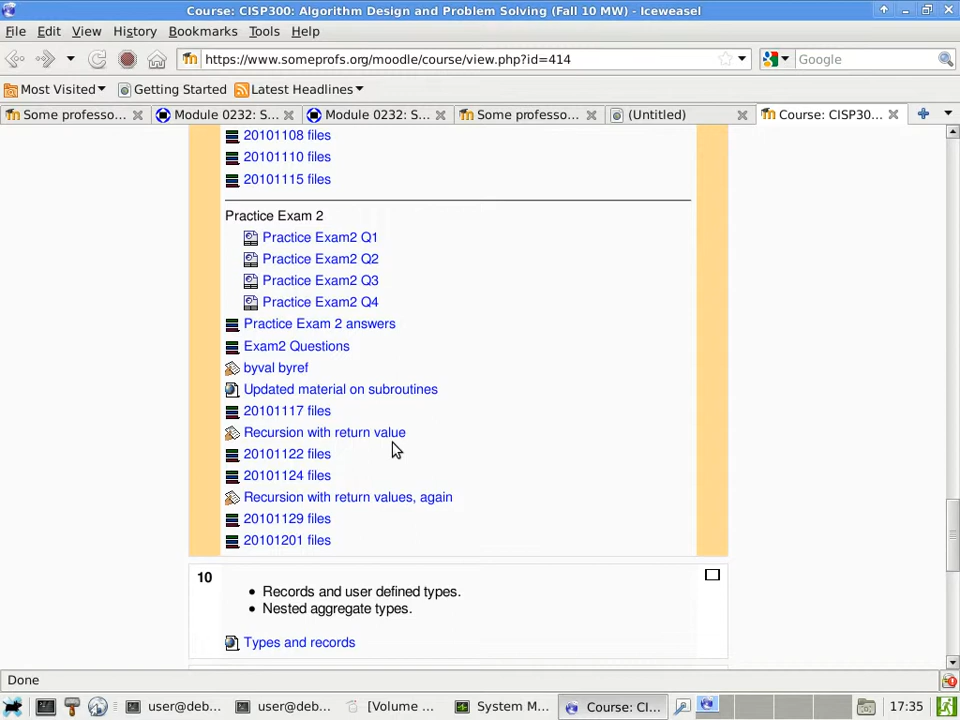 Course: CISP300: Algorithm Design and Problem Solving (Fall 10 MW) - Iceweasel
File Edit View History Bookmarks Tools Help
https://www.someprofs.org/moodle/course/view.php?id=414 Google
Most Visited Getting Started Latest Headlines
Some professo... Module 0232: S... Module 0232: S... Some professo... (Untitled) Course: CISP30...
20101108 files
20101110 files
20101115 files
Practice Exam 2
Practice Exam2 Q1
Practice Exam2 Q2
Practice Exam2 Q3
Practice Exam2 Q4
Practice Exam 2 answers
Exam2 Questions
byval byref
Updated material on subroutines
20101117 files
Recursion with return value
20101122 files
20101124 files
Recursion with return values, again
20101129 files
20101201 files
10
Records and user defined types.
Nested aggregate types.
Types and records
Done
user@deb... user@deb... [Volume ... System M... Course: CI... 17:35